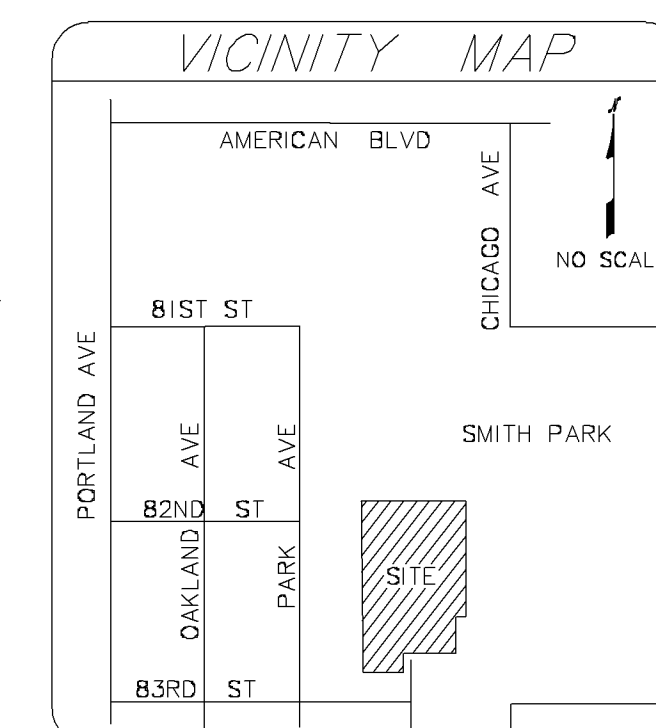 VICINITY MAP
N
AMERICAN BLVD
CHICAGO AVE
NO SCAL
81ST ST
PORTLAND AVE
OAKLAND AVE
PARK AVE
SMITH PARK
82ND ST
SITE
83RD ST